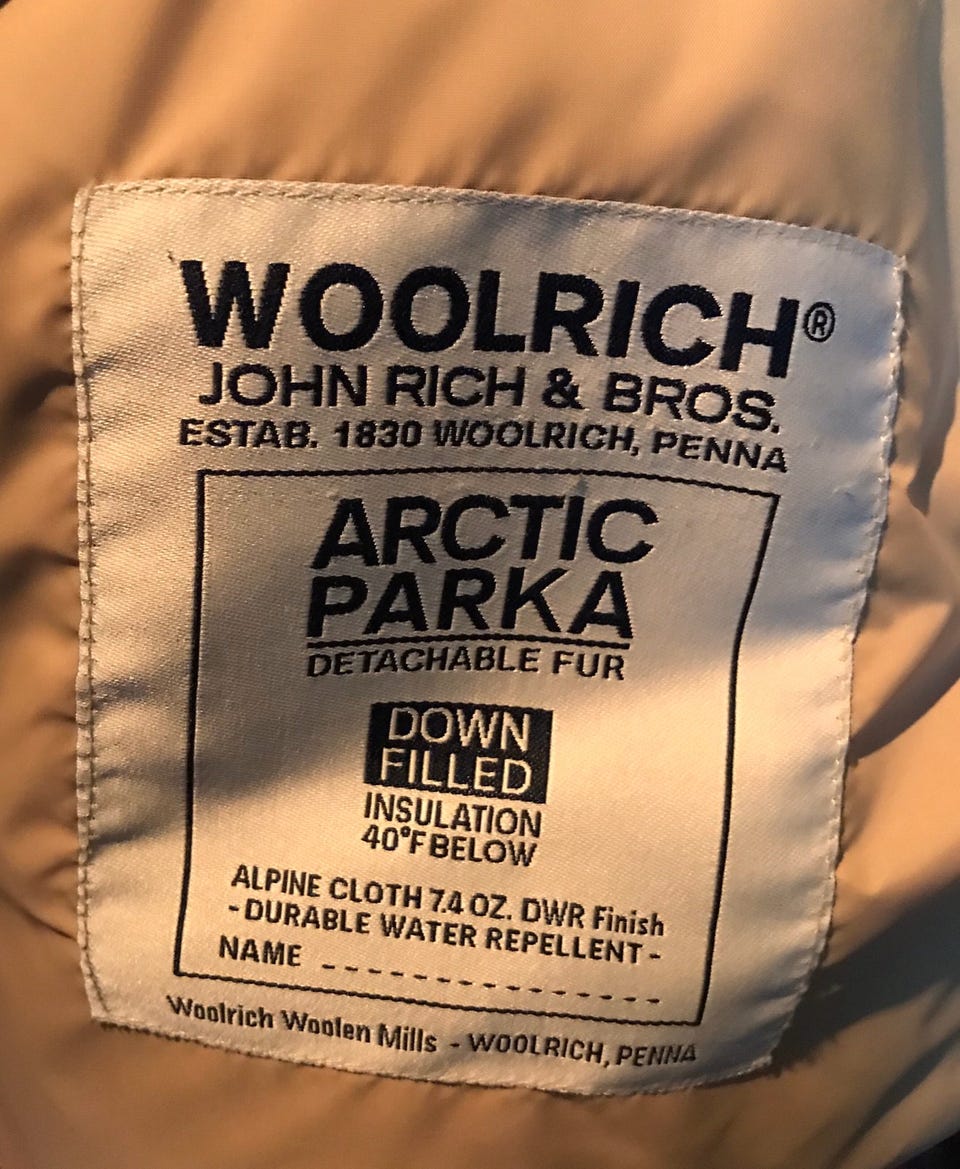 WOOLRICH®
JOHN RICH & BROS.
ESTAB. 1830 WOOLRICH, PENNA
ARCTIC
PARKA
DETACHABLE FUR
DOWN
FILLED
INSULATION
40°F BELOW
ALPINE CLOTH 7.4 OZ. DWR Finish
- DURABLE WATER REPELLENT -
NAME _ _ _ _ _ _ _ _ _ _ _ _ _
Woolrich Woolen Mills - WOOLRICH, PENNA